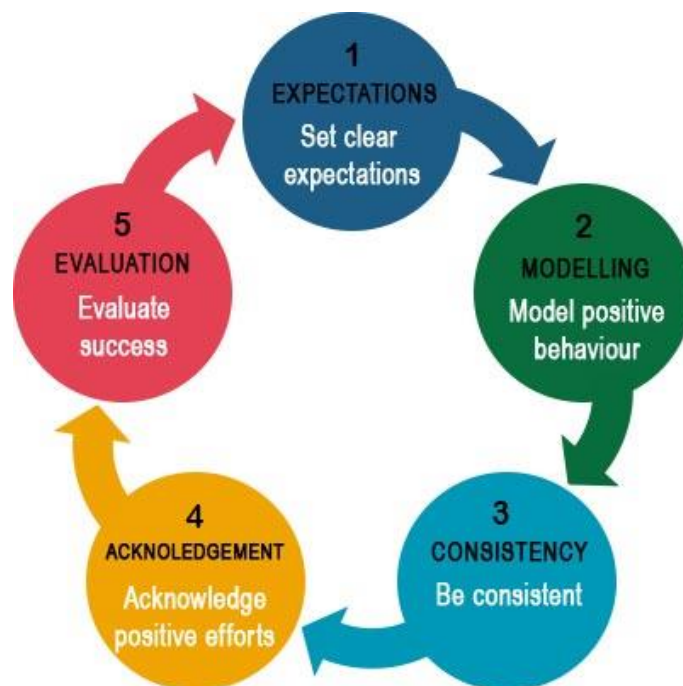 1
EXPECTATIONS
Set clear
expectations
2
MODELLING
Model positive
behaviour
3
CONSISTENCY
Be consistent
4
ACKNOLEDGEMENT
Acknowledge
positive efforts
5
EVALUATION
Evaluate
success